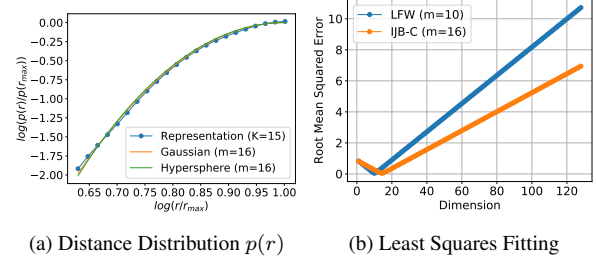 0.00
−0.25
−0.50
−0.75
−1.00
−1.25
−1.50
−1.75
−2.00
log(p(r)/p(r_max))
Representation (K=15)
Gaussian (m=16)
Hypersphere (m=16)
0.65 0.70 0.75 0.80 0.85 0.90 0.95 1.00
log(r/r_max)
(a) Distance Distribution p(r)
10
8
6
4
2
0
Root Mean Squared Error
LFW (m=10)
IJB-C (m=16)
0 20 40 60 80 100 120
Dimension
(b) Least Squares Fitting